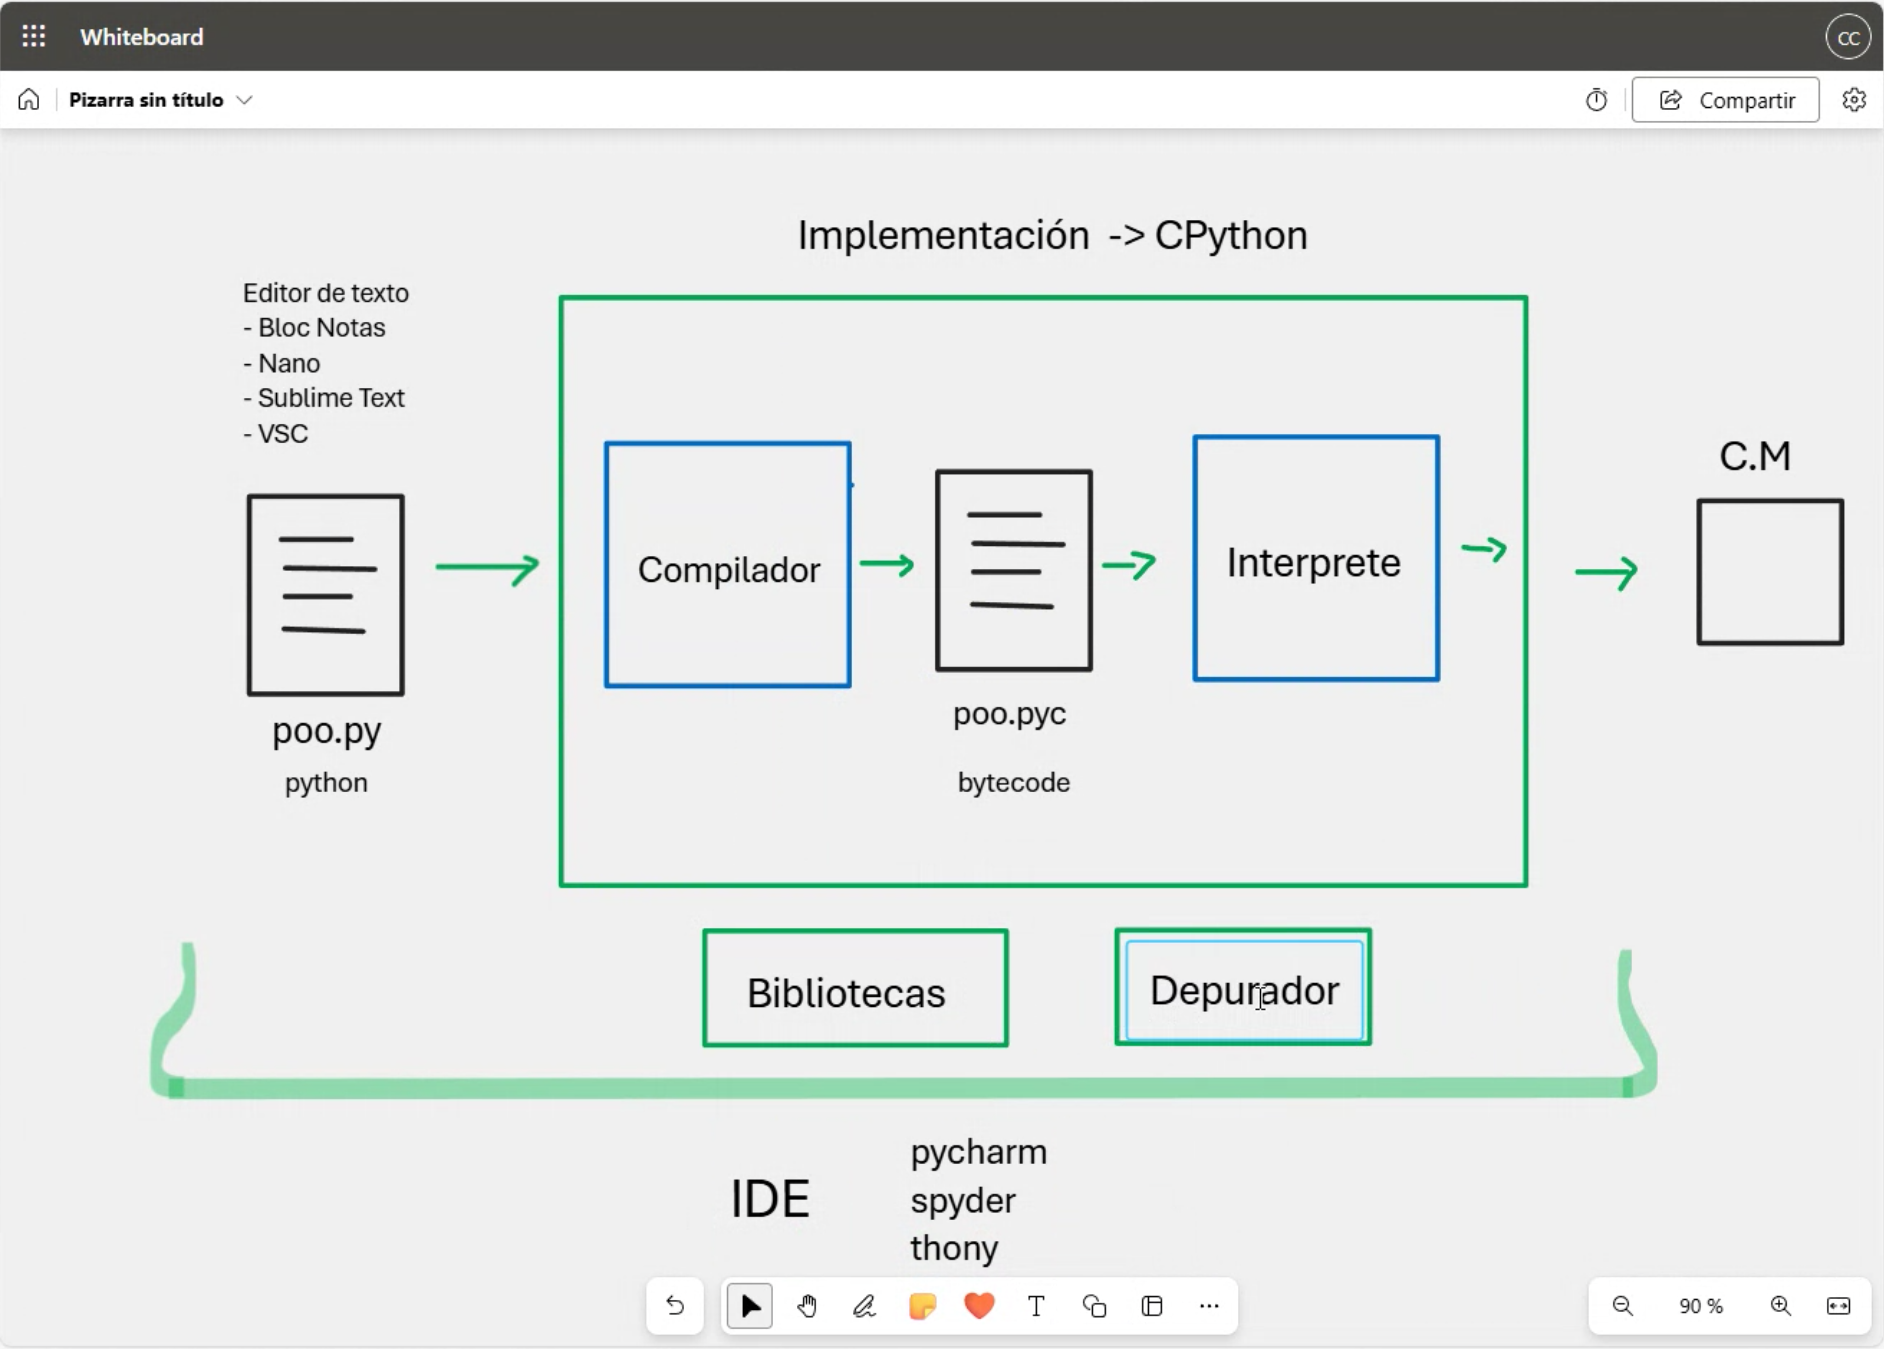 Whiteboard
CC
Pizarra sin título
Compartir
Implementación -> CPython
Editor de texto
- Bloc Notas
- Nano
- Sublime Text
- VSC
C.M
Compilador
Interprete
poo.py
python
poo.pyc
bytecode
Bibliotecas
Depurador
IDE
pycharm
spyder
thony
T
90 %